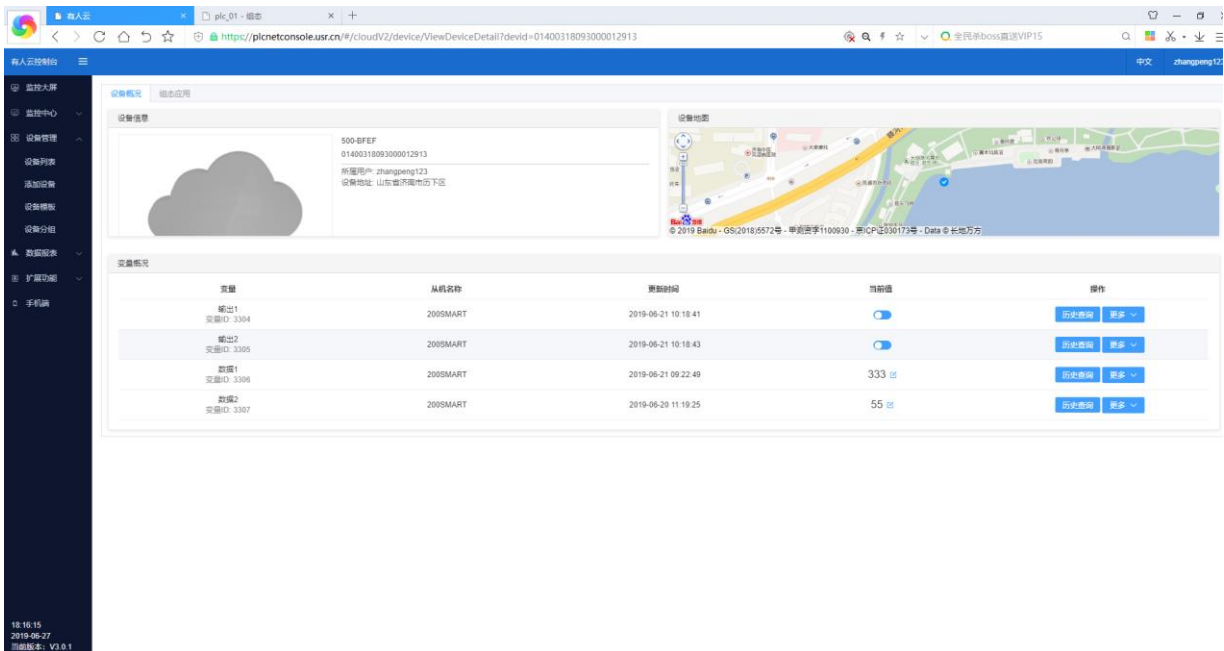 有人云
plc_01 - 组态
https://plcnetconsole.usr.cn/#/cloudV2/device/ViewDeviceDetail?devid=01400318093000012913
全民杀boss直送VIP15
有人云控制台
中文
zhangpeng123
监控大屏
监控中心
设备管理
设备列表
添加设备
设备模板
设备分组
数据报表
扩展功能
手机端
设备概况
组态应用
设备信息
500-BFEF
01400318093000012913
所属用户: zhangpeng123
设备地址: 山东省济南市历下区
设备地图
© 2019 Baidu - GS(2018)5572号 - 甲测资字1100930 - 京ICP证030173号 - Data © 长地万方
变量概况
变量 从机名称 更新时间 当前值 操作
输出1
变量ID: 3304
200SMART 2019-06-21 10:18:41 历史查询 更多
输出2
变量ID: 3305
200SMART 2019-06-21 10:18:43 历史查询 更多
数据1
变量ID: 3306
200SMART 2019-06-21 09:22:49 333 历史查询 更多
数据2
变量ID: 3307
200SMART 2019-06-20 11:19:25 55 历史查询 更多
18:16:15
2019-06-27
当前版本: V3.0.1